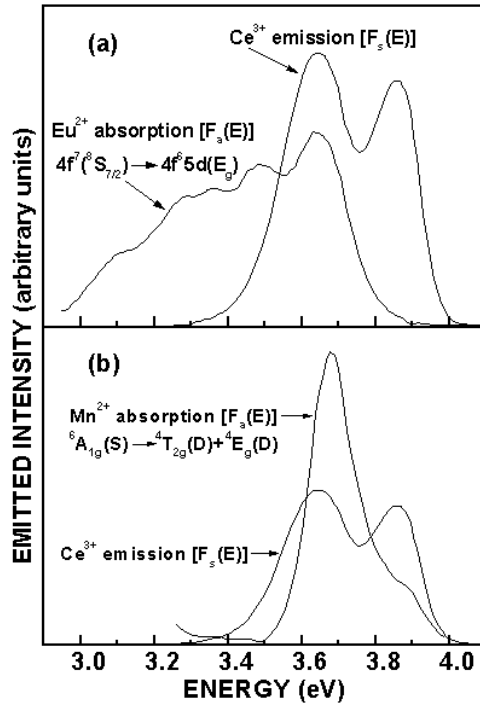 (a)
Ce³⁺ emission [Fₛ(E)]
Eu²⁺ absorption [Fₐ(E)]
4f⁷(⁸S₇/₂)→4f⁶5d(E_g)
(b)
Mn²⁺ absorption [Fₐ(E)]
⁶A₁g(S)→⁴T₂g(D)+⁴E_g(D)
Ce³⁺ emission [Fₛ(E)]
3.0 3.2 3.4 3.6 3.8 4.0
ENERGY (eV)
EMITTED INTENSITY (arbitrary units)